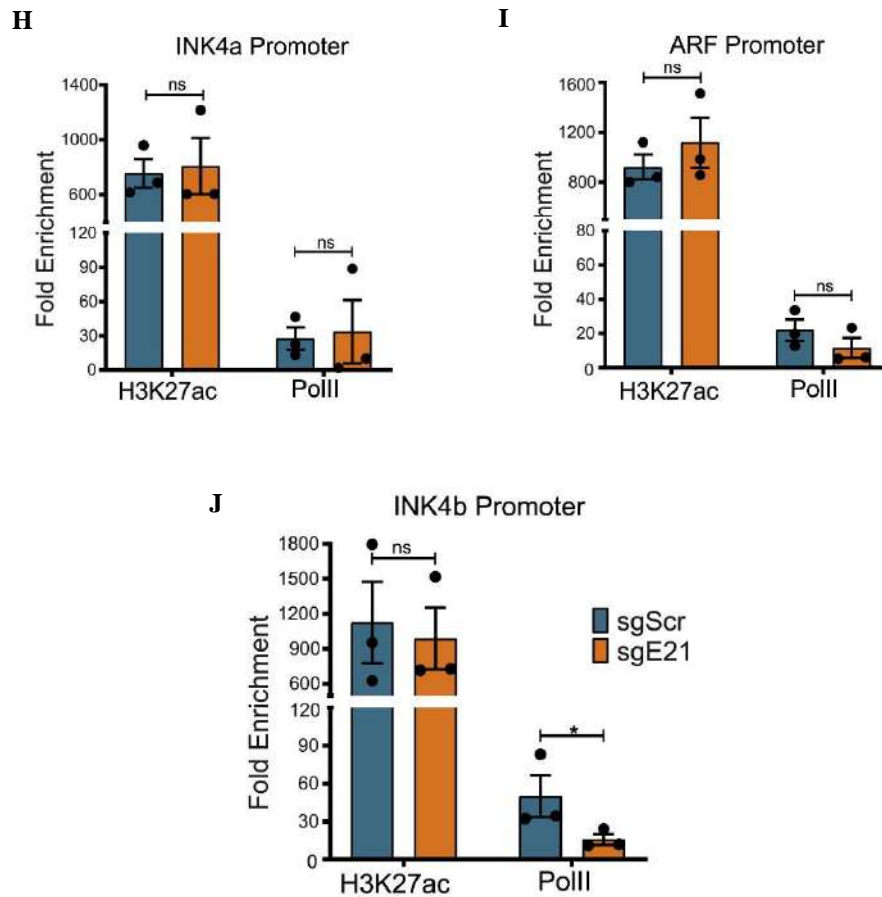 H
INK4a Promoter
Fold Enrichment
1400
1000
600
120
90
60
30
0
ns
ns
H3K27ac
PolII
I
ARF Promoter
Fold Enrichment
1600
1200
800
80
60
40
20
0
ns
ns
H3K27ac
PolII
J
INK4b Promoter
Fold Enrichment
1800
1500
1200
900
600
120
90
60
30
0
ns
*
sgScr
sgE21
H3K27ac
PolII